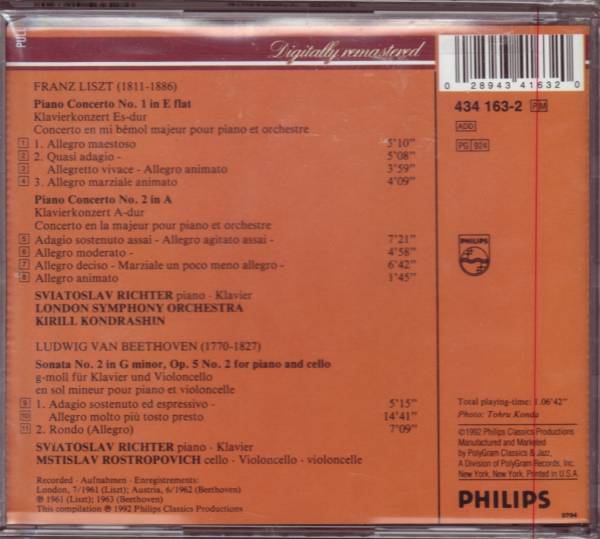 PUL
Digitally remastered
0 28943 41632 0
434 163-2 PM
ADD
PG 924
FRANZ LISZT (1811-1886)
Piano Concerto No. 1 in E flat
Klavierkonzert Es-dur
Concerto en mi bémol majeur pour piano et orchestre
1 1. Allegro maestoso 5'10"
2 2. Quasi adagio - 5'08"
3 Allegretto vivace - Allegro animato 3'59"
4 3. Allegro marziale animato 4'09"
Piano Concerto No. 2 in A
Klavierkonzert A-dur
Concerto en la majeur pour piano et orchestre
5 Adagio sostenuto assai - Allegro agitato assai - 7'21"
6 Allegro moderato - 4'58"
7 Allegro deciso - Marziale un poco meno allegro - 6'42"
8 Allegro animato 1'45"
SVIATOSLAV RICHTER piano - Klavier
LONDON SYMPHONY ORCHESTRA
KIRILL KONDRASHIN
LUDWIG VAN BEETHOVEN (1770-1827)
Sonata No. 2 in G minor, Op. 5 No. 2 for piano and cello
g-moll für Klavier und Violoncello
en sol mineur pour piano et violoncelle
9 1. Adagio sostenuto ed espressivo - 5'15"
10 Allegro molto più tosto presto 14'41"
11 2. Rondo (Allegro) 7'09"
SVIATOSLAV RICHTER piano - Klavier
MSTISLAV ROSTROPOVICH cello - Violoncello - violoncelle
Recorded - Aufnahmen - Enregistrements:
London, 7/1961 (Liszt); Austria, 6/1962 (Beethoven)
℗ 1961 (Liszt); 1963 (Beethoven)
This compilation ℗ 1992 Philips Classics Productions
PHILIPS
Total playing-time: 1.06'42"
Photo: Tohru Konda
©1992 Philips Classics Productions
Manufactured and Marketed
by PolyGram Classics & Jazz,
A Division of PolyGram Records, Inc.
New York, New York, Printed in U.S.A.
PHILIPS